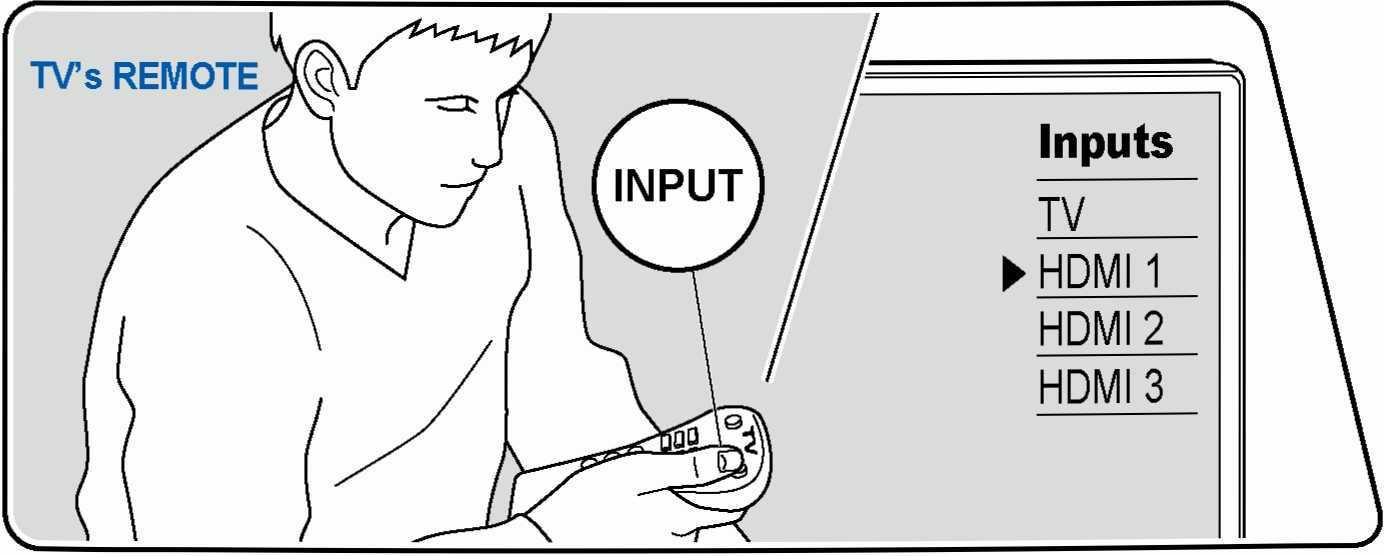 TV's REMOTE
INPUT
TV
Inputs
TV
HDMI 1
HDMI 2
HDMI 3